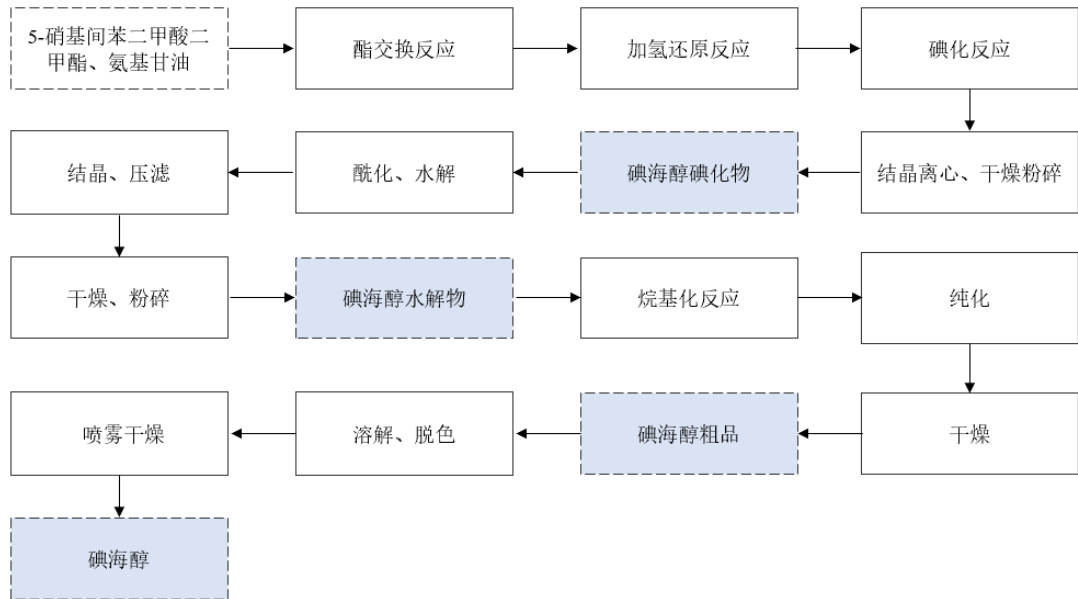 5-硝基间苯二甲酸二
甲酯、氨基甘油
酯交换反应
加氢还原反应
碘化反应
结晶离心、干燥粉碎
碘海醇碘化物
酰化、水解
结晶、压滤
干燥、粉碎
碘海醇水解物
烷基化反应
纯化
干燥
碘海醇粗品
溶解、脱色
喷雾干燥
碘海醇